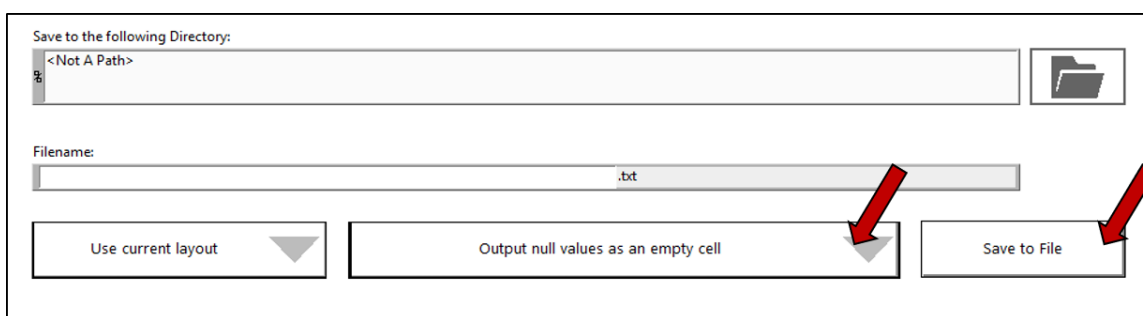 Save to the following Directory:
<Not A Path>
Filename:
.txt
Use current layout
Output null values as an empty cell
Save to File